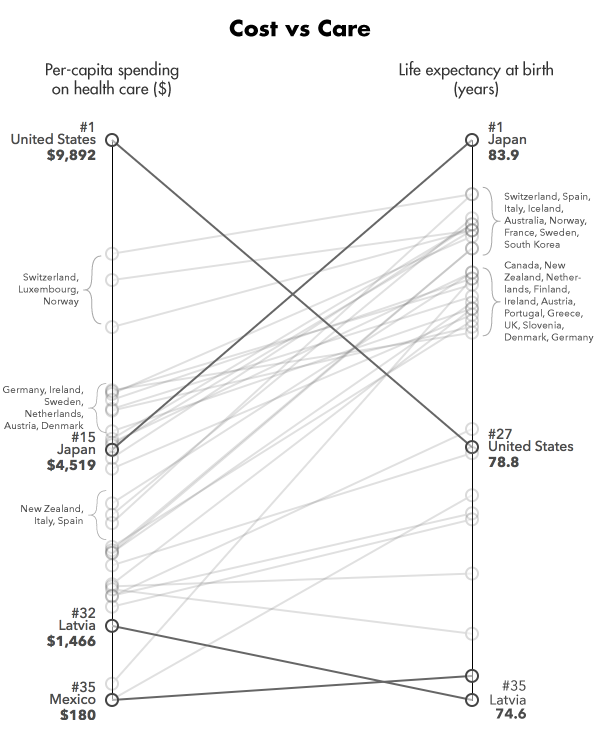 Cost vs Care
Per-capita spending
on health care ($)
Life expectancy at birth
(years)
#1
United States
$9,892
Switzerland,
Luxembourg,
Norway
Germany, Ireland,
Sweden,
Netherlands,
Austria, Denmark
#15
Japan
$4,519
New Zealand,
Italy, Spain
#32
Latvia
$1,466
#35
Mexico
$180
#1
Japan
83.9
Switzerland, Spain,
Italy, Iceland,
Australia, Norway,
France, Sweden,
South Korea
Canada, New
Zealand, Nether-
lands, Finland,
Ireland, Austria,
Portugal, Greece,
UK, Slovenia,
Denmark, Germany
#27
United States
78.8
#35
Latvia
74.6